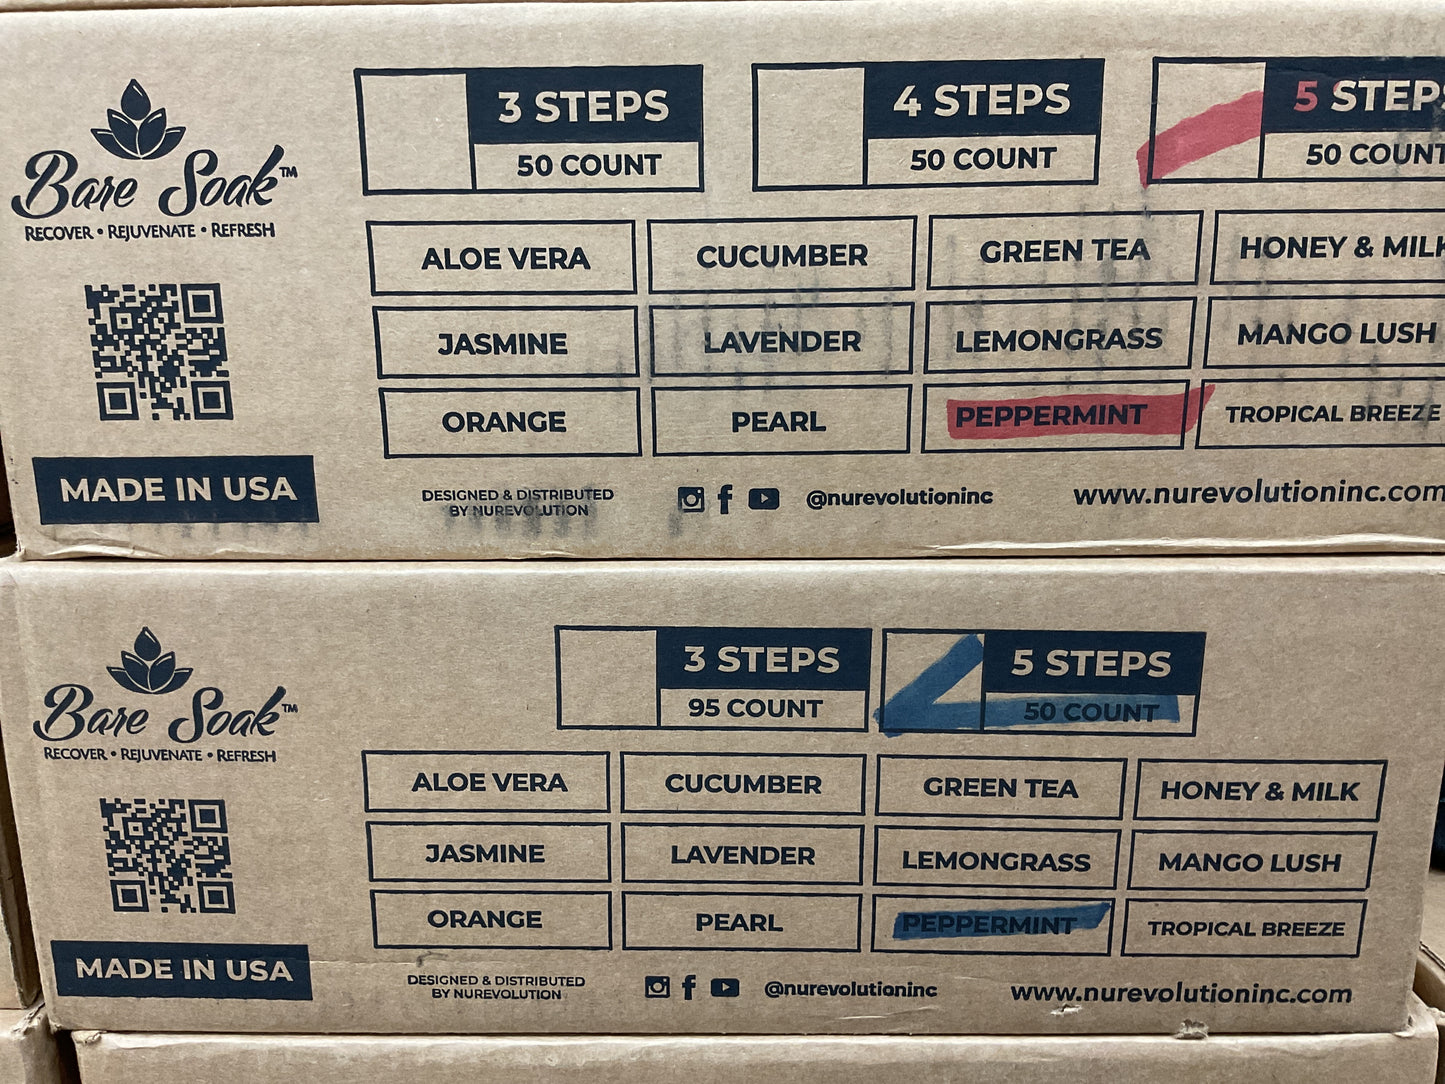 Bare Soak™
RECOVER • REJUVENATE • REFRESH
MADE IN USA
3 STEPS
50 COUNT
4 STEPS
50 COUNT
5 STEPS
50 COUNT
ALOE VERA
CUCUMBER
GREEN TEA
HONEY & MILK
JASMINE
LAVENDER
LEMONGRASS
MANGO LUSH
ORANGE
PEARL
PEPPERMINT
TROPICAL BREEZE
DESIGNED & DISTRIBUTED
BY NUREVOLUTION
@nurevolutioninc
www.nurevolutioninc.com
Bare Soak™
RECOVER • REJUVENATE • REFRESH
MADE IN USA
3 STEPS
95 COUNT
5 STEPS
50 COUNT
ALOE VERA
CUCUMBER
GREEN TEA
HONEY & MILK
JASMINE
LAVENDER
LEMONGRASS
MANGO LUSH
ORANGE
PEARL
PEPPERMINT
TROPICAL BREEZE
DESIGNED & DISTRIBUTED
BY NUREVOLUTION
@nurevolutioninc
www.nurevolutioninc.com